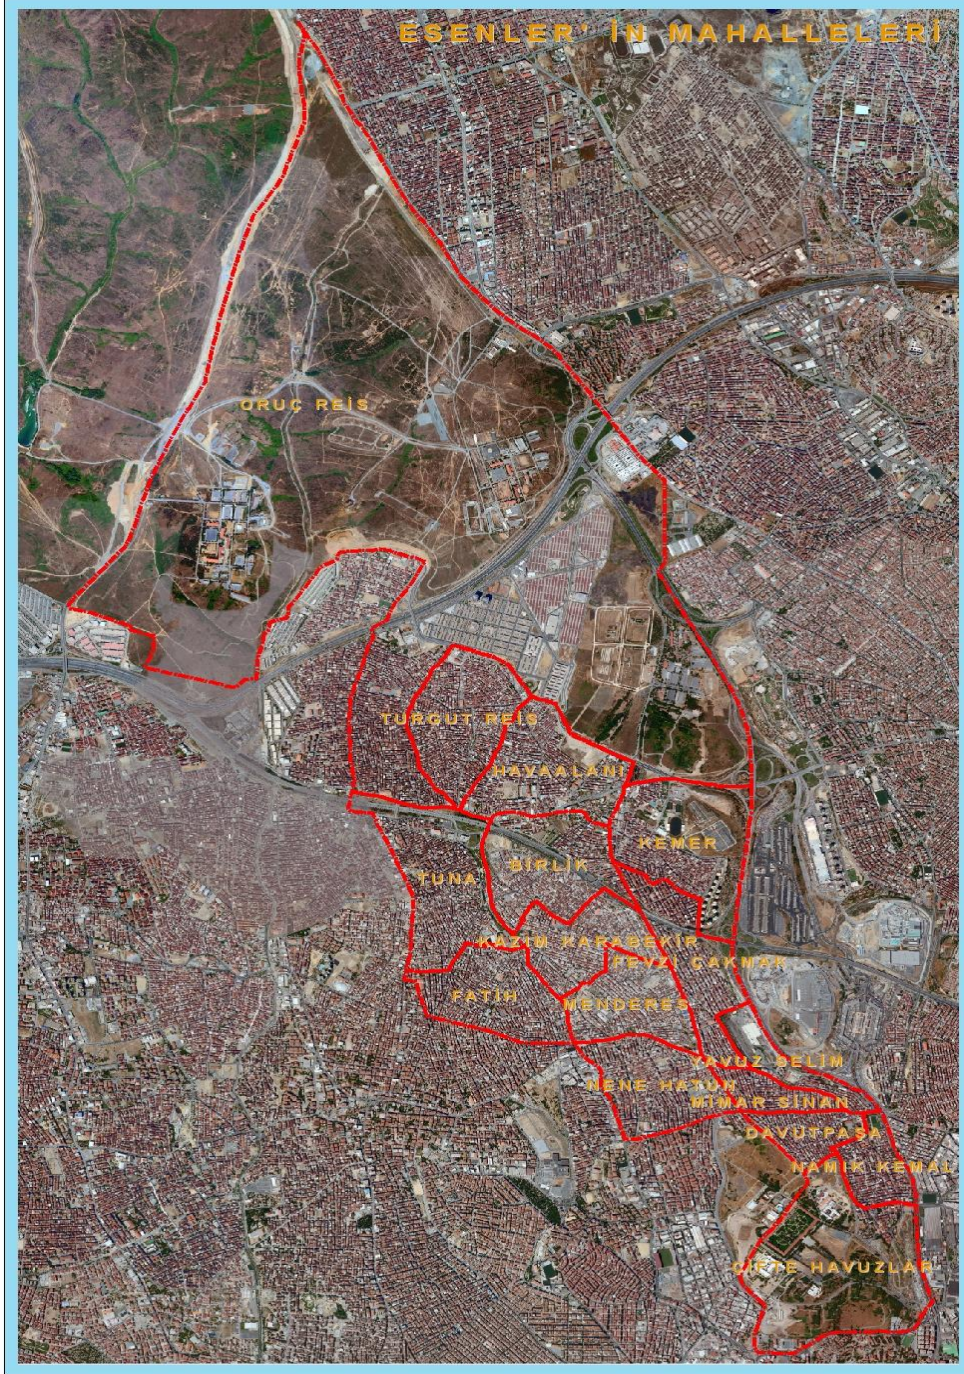 ESENLER' İN MAHALLELERİ
ORUÇ REİS
TURGUT REİS
HAVAALANI
KEMER
BİRLİK
TUNA
KAZIM KARABEKİR
FEVZİ ÇAKMAK
FATİH
MENDERES
YAVUZ SELİM
NENE HATUN
MİMAR SİNAN
DAVUTPAŞA
NAMIK KEMAL
ÇİFTE HAVUZLAR